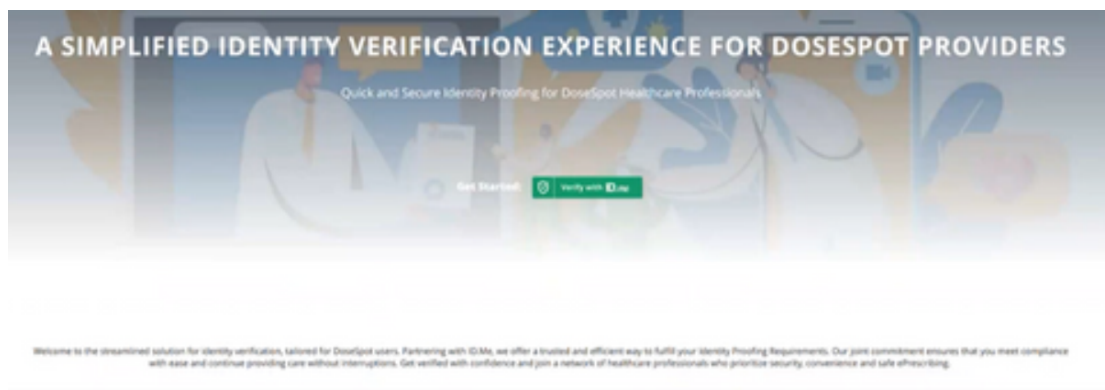 A SIMPLIFIED IDENTITY VERIFICATION EXPERIENCE FOR DOSESPOT PROVIDERS
Quick and Secure Identity Proofing for DoseSpot Healthcare Professionals
Get Started: Verify with ID.me
Welcome to the streamlined solution for identity verification, tailored for DoseSpot users. Partnering with ID.Me, we offer a trusted and efficient way to fulfill your Identity Proofing Requirements. Our joint commitment ensures that you meet compliance
with ease and continue providing care without interruptions. Get verified with confidence and join a network of healthcare professionals who prioritize security, convenience and safe ePrescribing.